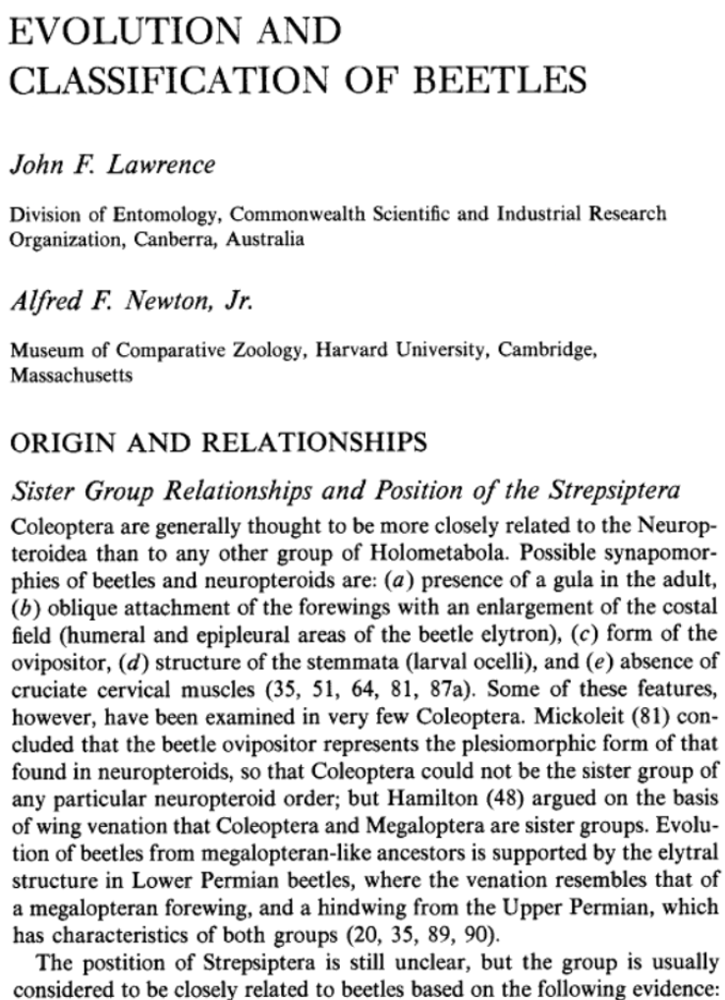 EVOLUTION AND
CLASSIFICATION OF BEETLES
John F. Lawrence
Division of Entomology, Commonwealth Scientific and Industrial Research
Organization, Canberra, Australia
Alfred F. Newton, Jr.
Museum of Comparative Zoology, Harvard University, Cambridge,
Massachusetts
ORIGIN AND RELATIONSHIPS
Sister Group Relationships and Position of the Strepsiptera
Coleoptera are generally thought to be more closely related to the Neurop-
teroidea than to any other group of Holometabola. Possible synapomor-
phies of beetles and neuropteroids are: (a) presence of a gula in the adult,
(b) oblique attachment of the forewings with an enlargement of the costal
field (humeral and epipleural areas of the beetle elytron), (c) form of the
ovipositor, (d) structure of the stemmata (larval ocelli), and (e) absence of
cruciate cervical muscles (35, 51, 64, 81, 87a). Some of these features,
however, have been examined in very few Coleoptera. Mickoleit (81) con-
cluded that the beetle ovipositor represents the plesiomorphic form of that
found in neuropteroids, so that Coleoptera could not be the sister group of
any particular neuropteroid order; but Hamilton (48) argued on the basis
of wing venation that Coleoptera and Megaloptera are sister groups. Evolu-
tion of beetles from megalopteran-like ancestors is supported by the elytral
structure in Lower Permian beetles, where the venation resembles that of
a megalopteran forewing, and a hindwing from the Upper Permian, which
has characteristics of both groups (20, 35, 89, 90).
The postition of Strepsiptera is still unclear, but the group is usually
considered to be closely related to beetles based on the following evidence: